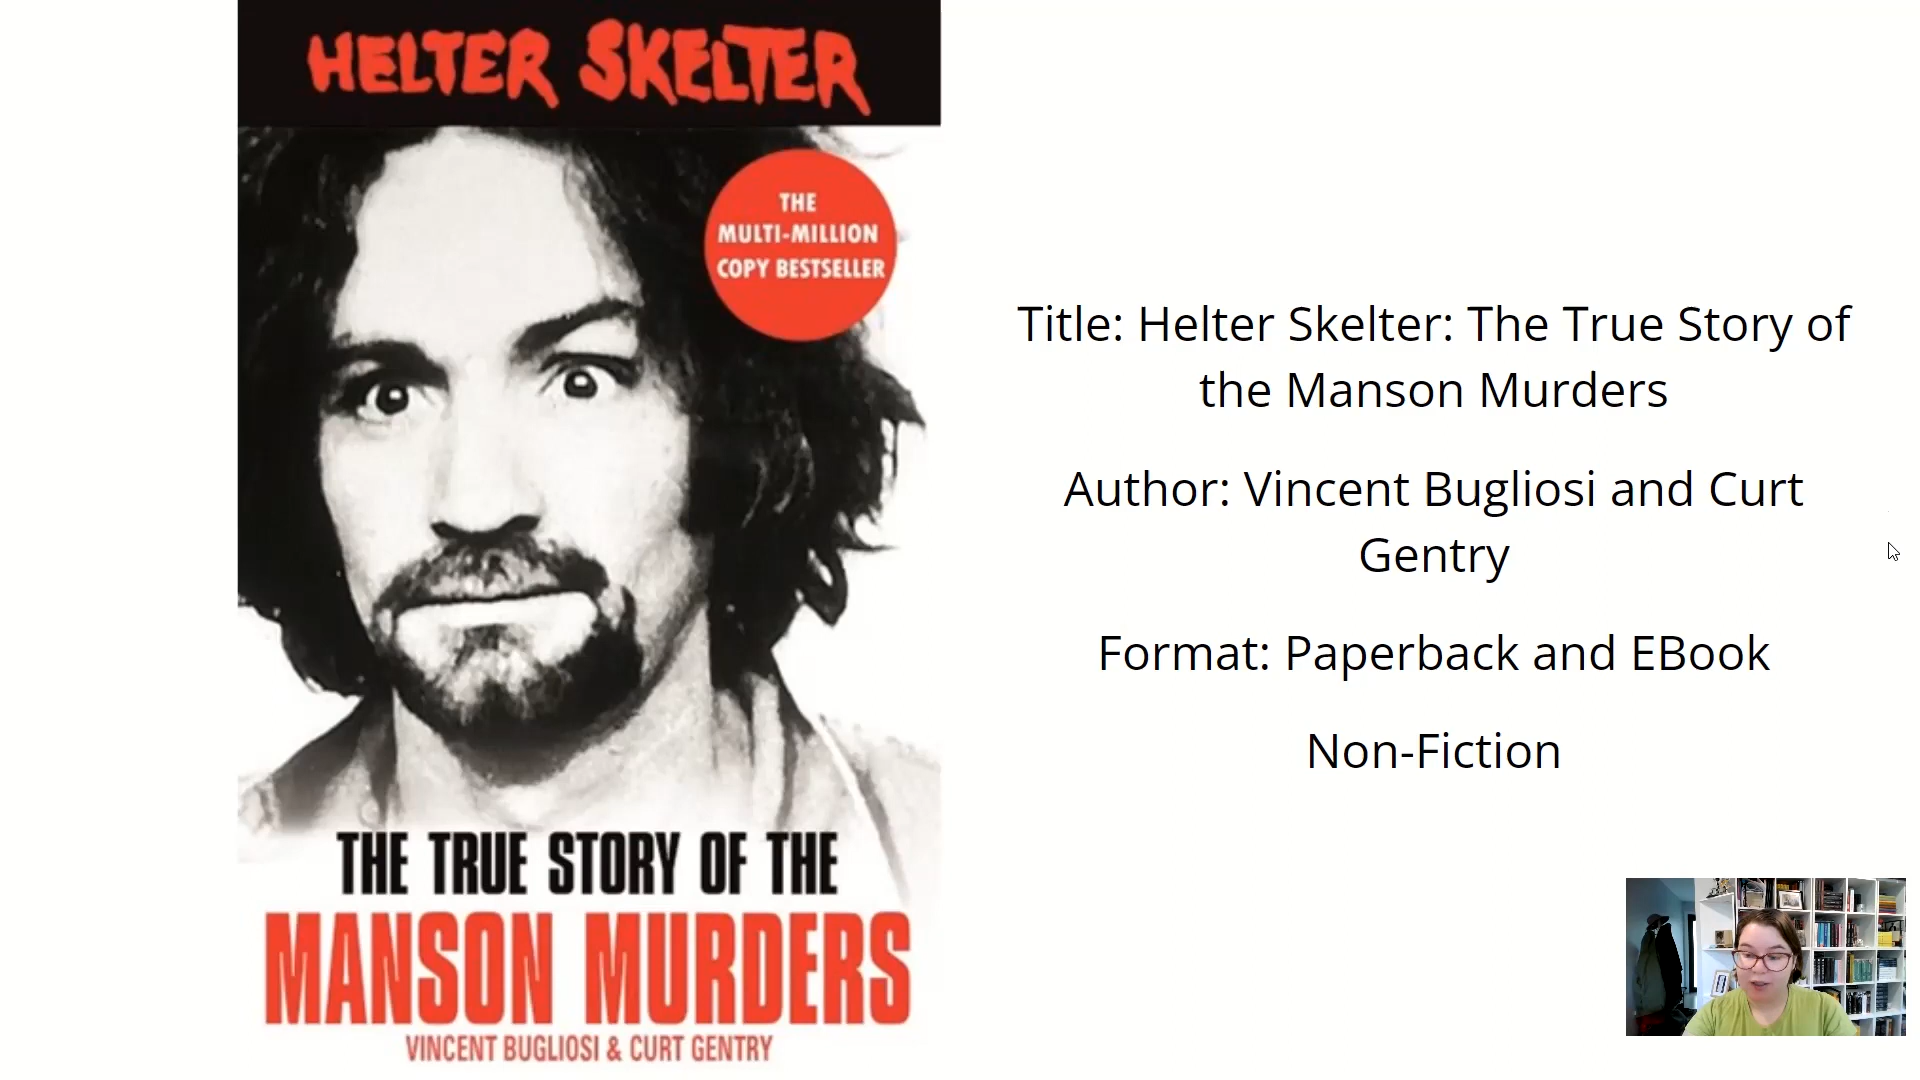 HELTER SKELTER
THE
MULTI-MILLION
COPY BESTSELLER
THE TRUE STORY OF THE
MANSON MURDERS
VINCENT BUGLIOSI & CURT GENTRY
Title: Helter Skelter: The True Story of
the Manson Murders
Author: Vincent Bugliosi and Curt
Gentry
Format: Paperback and EBook
Non-Fiction